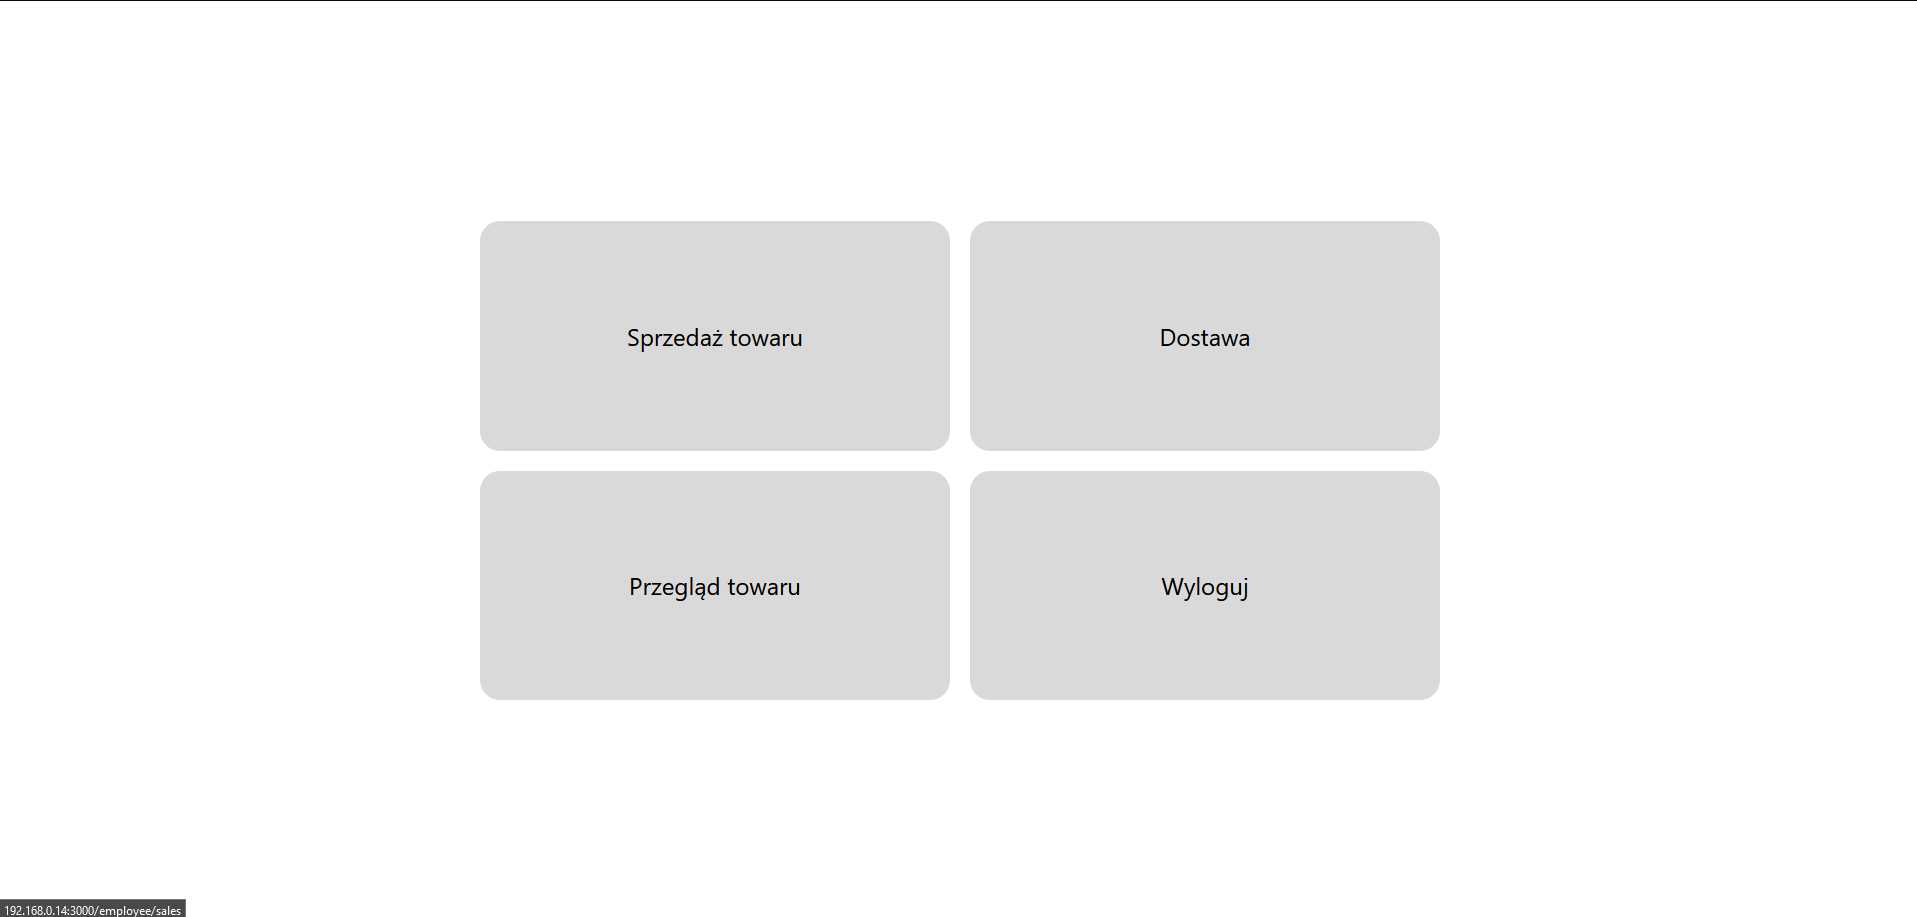 Sprzedaż towaru
Dostawa
Przegląd towaru
Wyloguj
192.168.0.14:3000/employee/sales